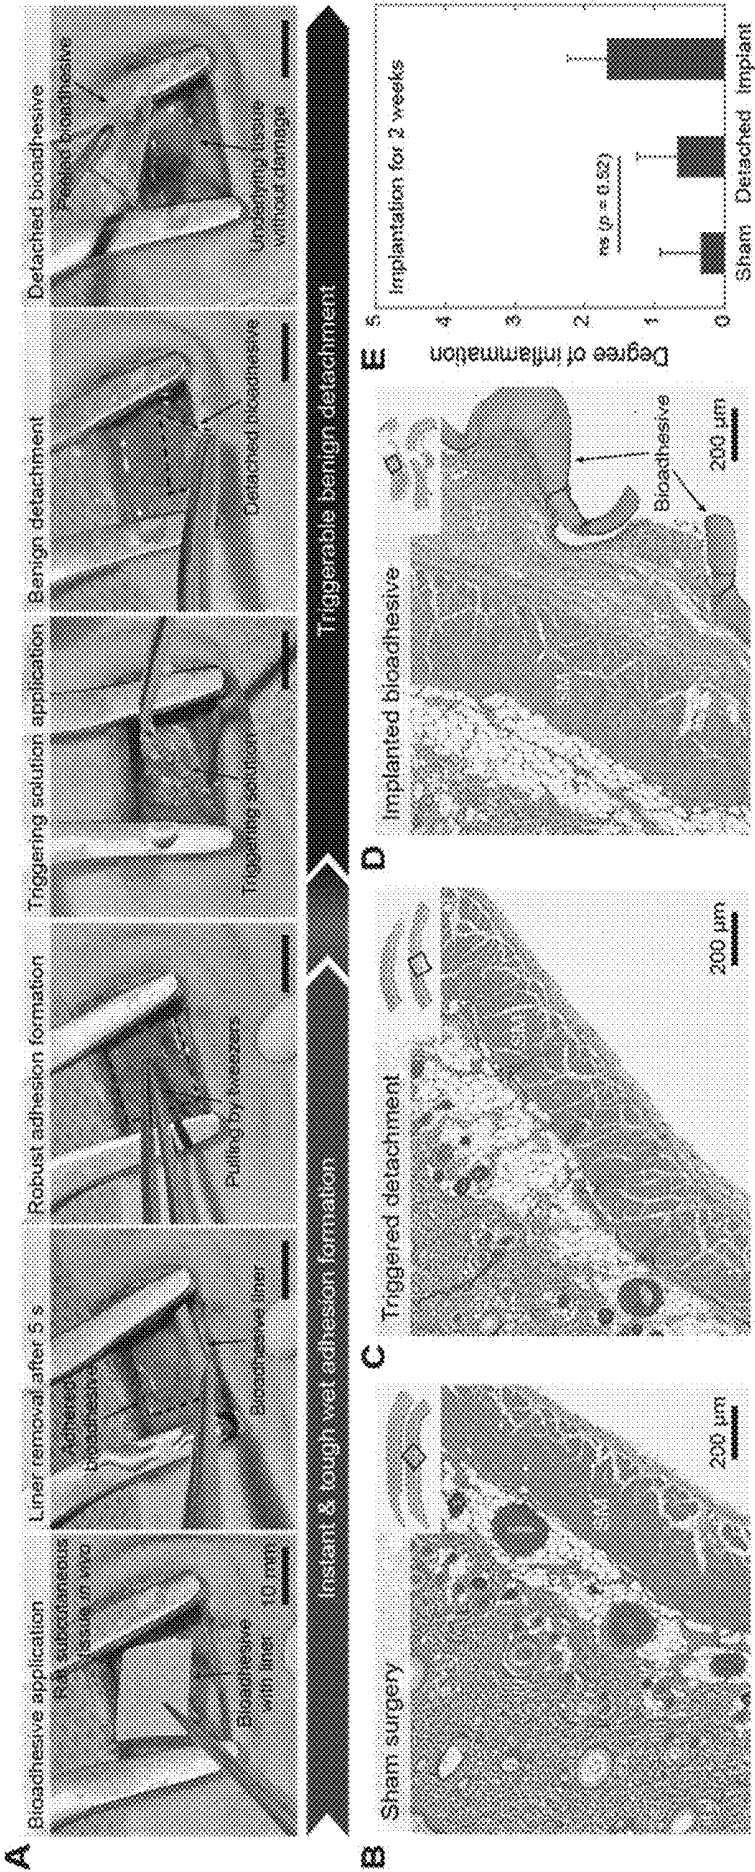 A
Bioadhesive application
Rat subcutaneous
tissue in vivo
Bioadhesive
with liner
10 mm
Liner removal after 5 s
Adhered
bioadhesive
Bioadhesive liner
Robust adhesion formation
Pulling by tweezers
Triggering solution application
Triggering solution
Benign detachment
Detached bioadhesive
Detached bioadhesive
Peeled bioadhesive
Underlying tissue
without damage
Instant & tough wet adhesion formation
Triggerable benign detachment
B
Sham surgery
200 μm
C
Triggered detachment
200 μm
D
Implanted bioadhesive
Bioadhesive
200 μm
E
Implantation for 2 weeks
ns (p = 0.52)
Degree of inflammation
5
4
3
2
1
0
Sham Detached Implant